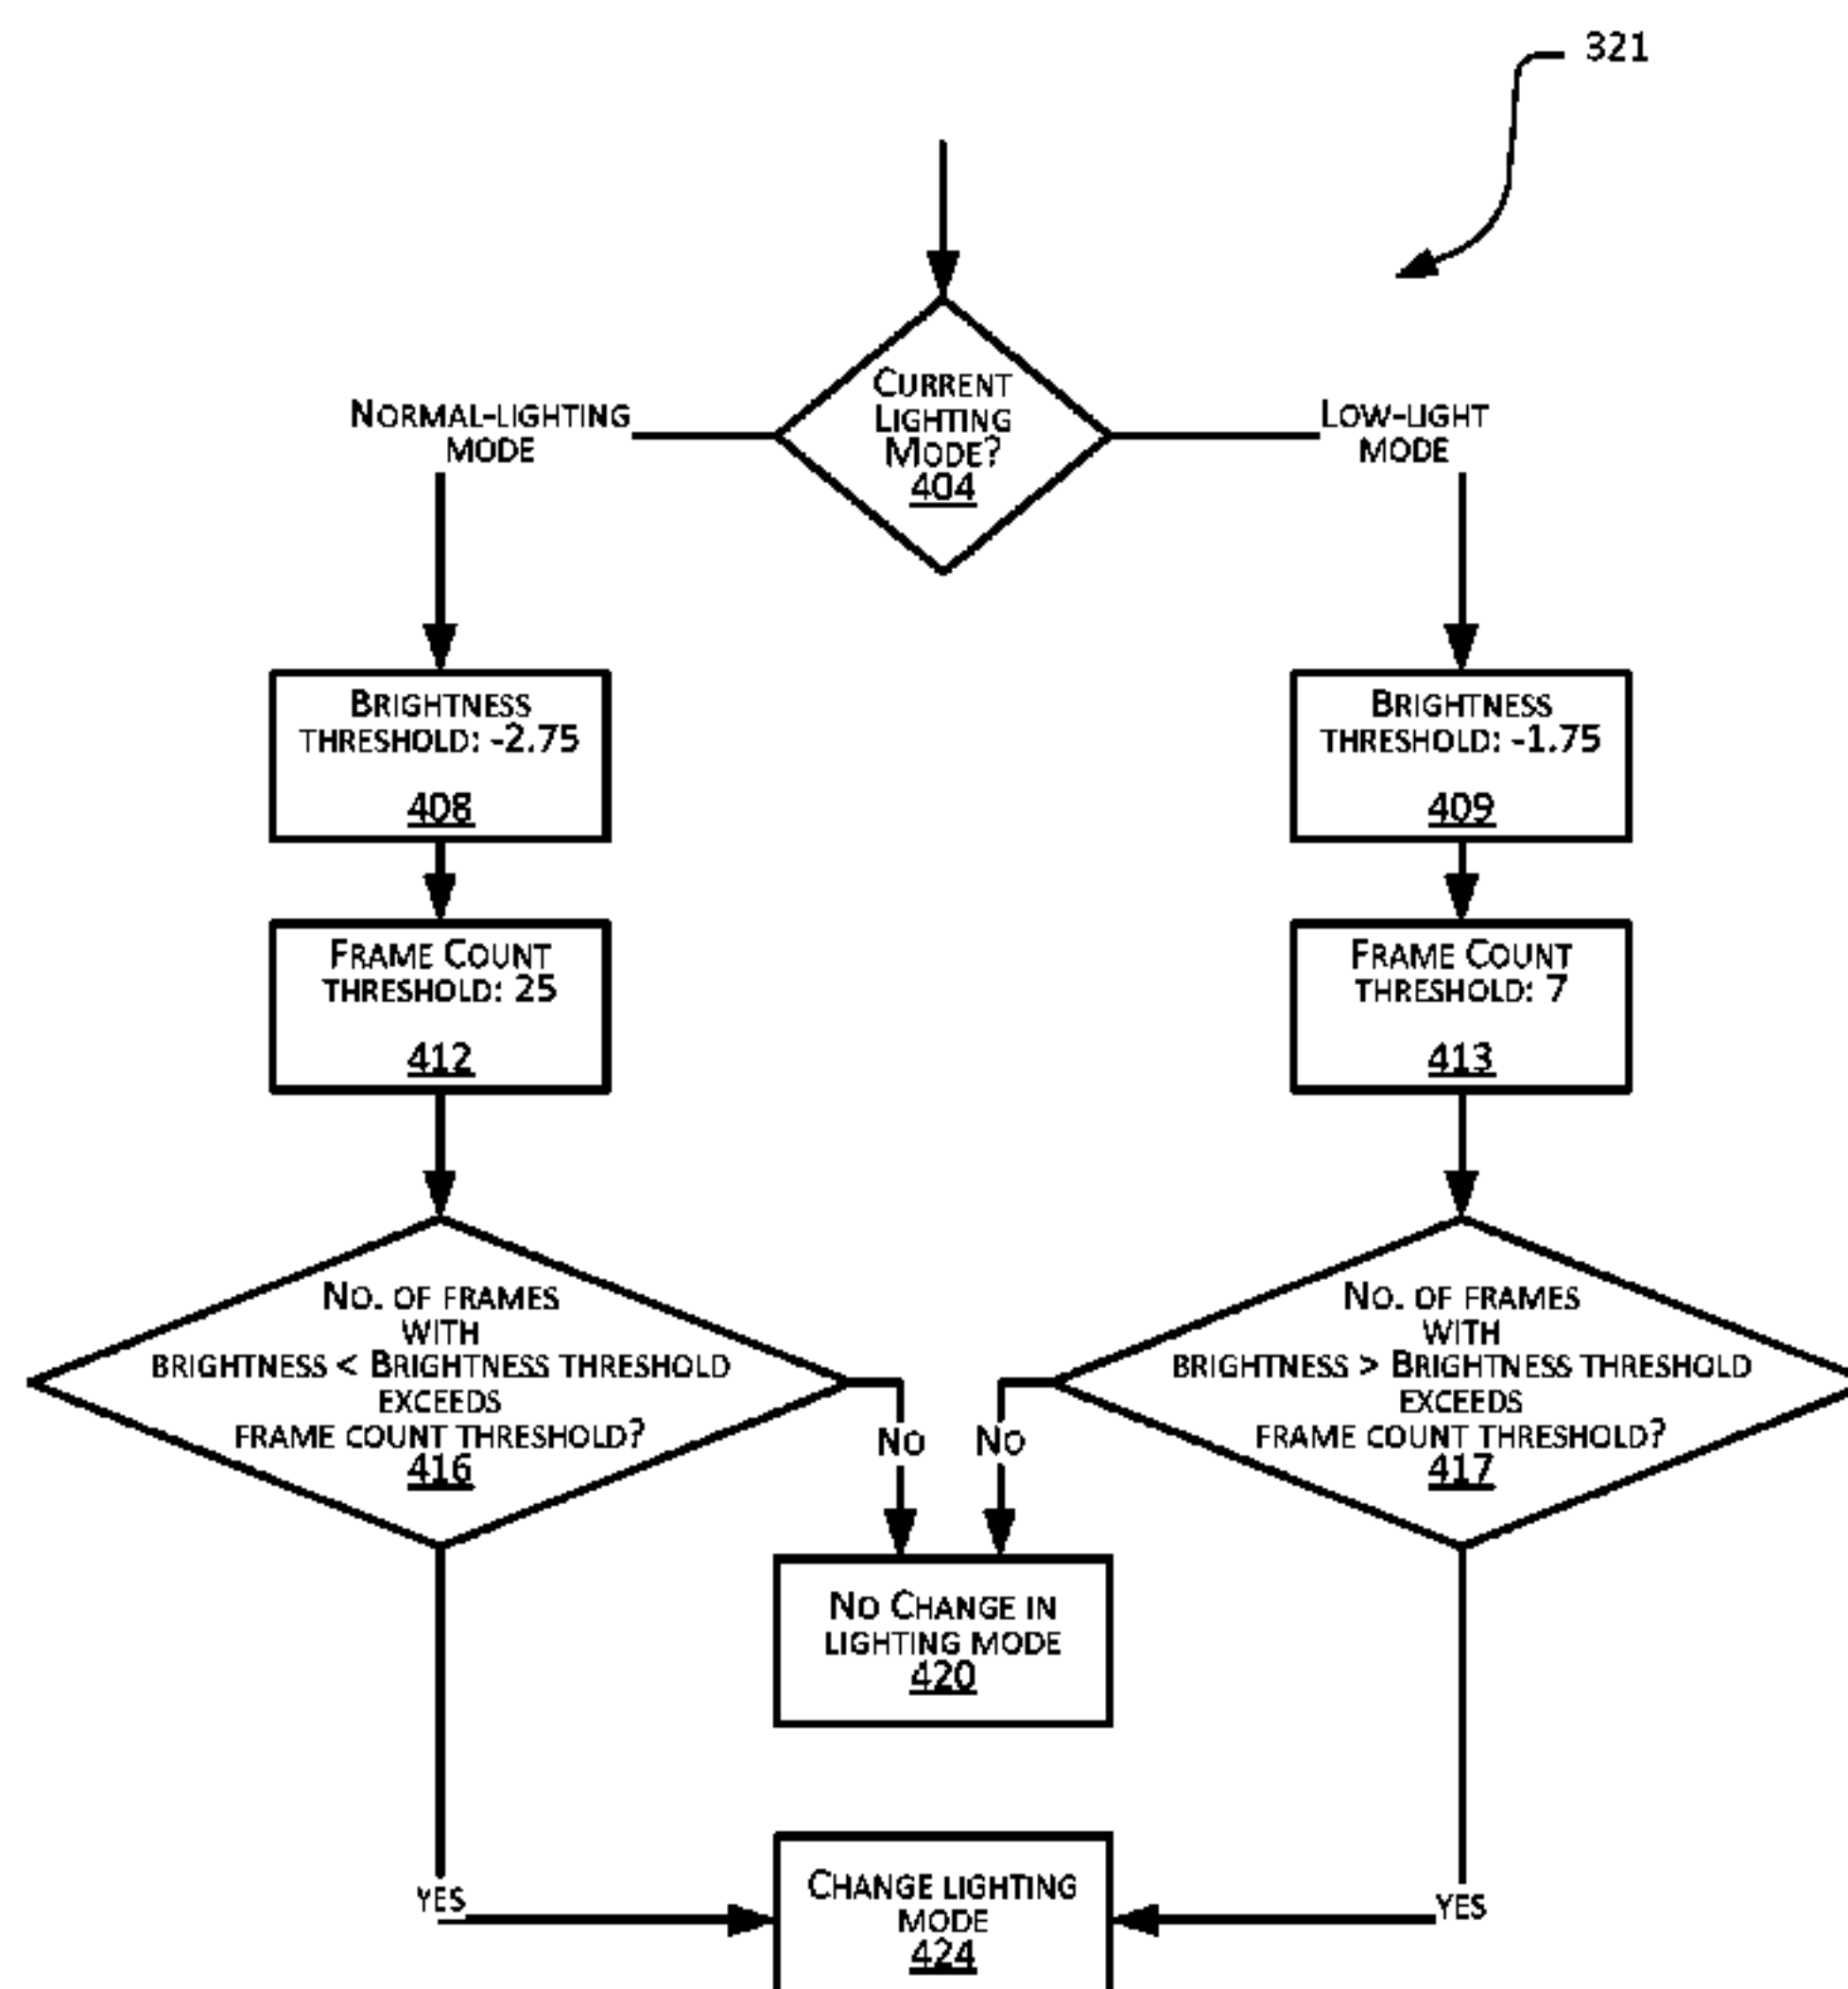 321
Current
Lighting
Mode?
404
Normal-lighting
mode
Low-light
mode
Brightness
threshold: -2.75
408
Brightness
threshold: -1.75
409
Frame Count
threshold: 25
412
Frame Count
threshold: 7
413
No. of frames
with
brightness < Brightness threshold
exceeds
frame count threshold?
416
No. of frames
with
brightness > Brightness threshold
exceeds
frame count threshold?
417
No
No
No Change in
lighting mode
420
Change lighting
mode
424
yes
yes